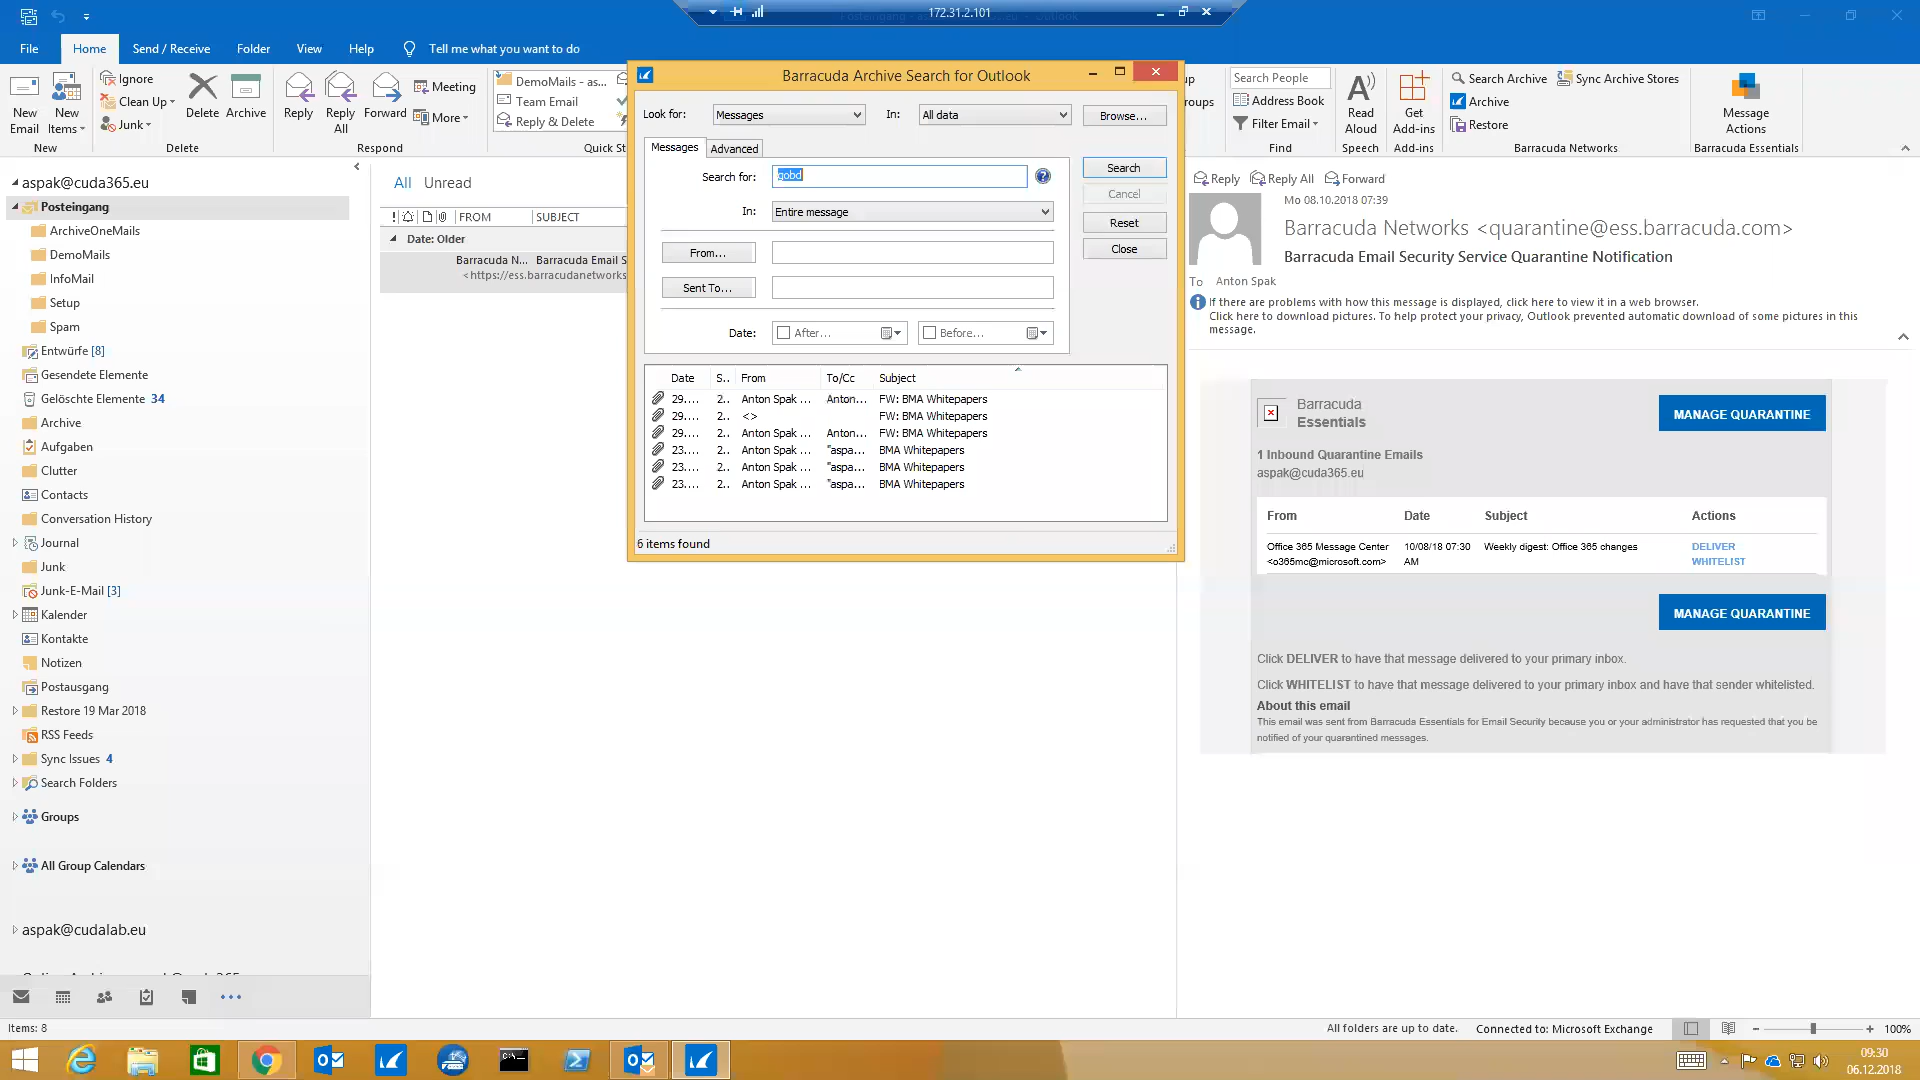 172.31.2.101
File
Home
Send / Receive
Folder
View
Help
Tell me what you want to do
New Email
New Items
New
Ignore
Clean Up
Junk
Delete
Archive
Delete
Reply
Reply All
Forward
Meeting
More
Respond
DemoMails - as...
Team Email
Reply & Delete
Quick St
Barracuda Archive Search for Outlook
Look for:
Messages
In:
All data
Browse...
Messages
Advanced
Search for:
gobd
Search
Cancel
In:
Entire message
Reset
Close
From...
Sent To...
Date:
After...
Before...
Date S.. From To/Cc Subject
29.... 2.. Anton Spak ... Anton... FW: BMA Whitepapers
29.... 2.. <>
29.... 2.. Anton Spak ... Anton... FW: BMA Whitepapers
23.... 2.. Anton Spak ... "aspa... BMA Whitepapers
23.... 2.. Anton Spak ... "aspa... BMA Whitepapers
23.... 2.. Anton Spak ... "aspa... BMA Whitepapers
6 items found
up
roups
Search People
Address Book
Filter Email
Find
Read Aloud
Speech
Get Add-ins
Add-ins
Search Archive
Sync Archive Stores
Archive
Restore
Barracuda Networks
Message Actions
Barracuda Essentials
aspak@cuda365.eu
Posteingang
ArchiveOneMails
DemoMails
InfoMail
Setup
Spam
Entwürfe [8]
Gesendete Elemente
Gelöschte Elemente 34
Archive
Aufgaben
Clutter
Contacts
Conversation History
Journal
Junk
Junk-E-Mail [3]
Kalender
Kontakte
Notizen
Postausgang
Restore 19 Mar 2018
RSS Feeds
Sync Issues 4
Search Folders
Groups
All Group Calendars
aspak@cudalab.eu
All
Unread
! FROM SUBJECT
Date: Older
Barracuda N... Barracuda Email S
<https://ess.barracudanetworks
Reply
Reply All
Forward
Mo 08.10.2018 07:39
Barracuda Networks <quarantine@ess.barracuda.com>
Barracuda Email Security Service Quarantine Notification
To Anton Spak
If there are problems with how this message is displayed, click here to view it in a web browser.
Click here to download pictures. To help protect your privacy, Outlook prevented automatic download of some pictures in this
message.
Barracuda
Essentials
MANAGE QUARANTINE
1 Inbound Quarantine Emails
aspak@cuda365.eu
From Date Subject Actions
Office 365 Message Center 10/08/18 07:30 Weekly digest: Office 365 changes DELIVER
<o365mc@microsoft.com> AM WHITELIST
MANAGE QUARANTINE
Click DELIVER to have that message delivered to your primary inbox.
Click WHITELIST to have that message delivered to your primary inbox and have that sender whitelisted.
About this email
This email was sent from Barracuda Essentials for Email Security because you or your administrator has requested that you be
notified of your quarantined messages.
Items: 8
All folders are up to date.
Connected to: Microsoft Exchange
100%
09:30
06.12.2018